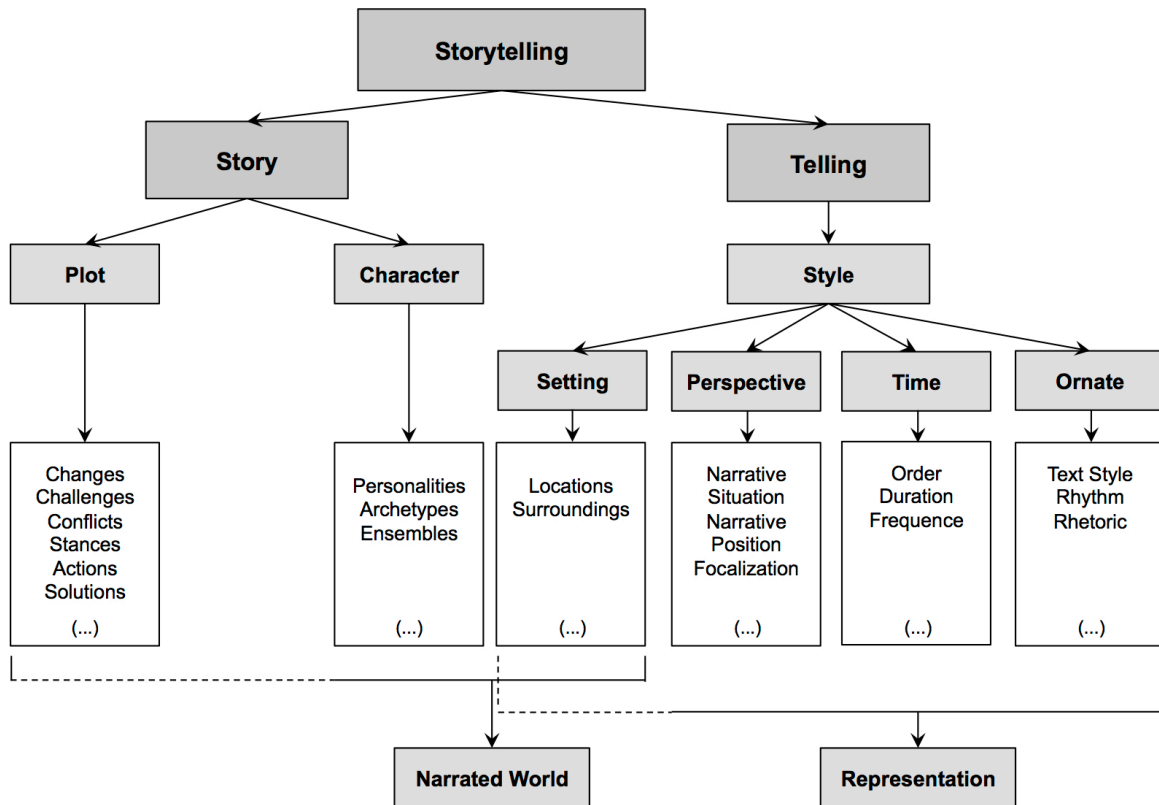 Storytelling
Story
Telling
Plot
Character
Style
Setting
Perspective
Time
Ornate
Changes
Challenges
Conflicts
Stances
Actions
Solutions
(...)
Personalities
Archetypes
Ensembles
(...)
Locations
Surroundings
(...)
Narrative
Situation
Narrative
Position
Focalization
(...)
Order
Duration
Frequence
(...)
Text Style
Rhythm
Rhetoric
(...)
Narrated World
Representation